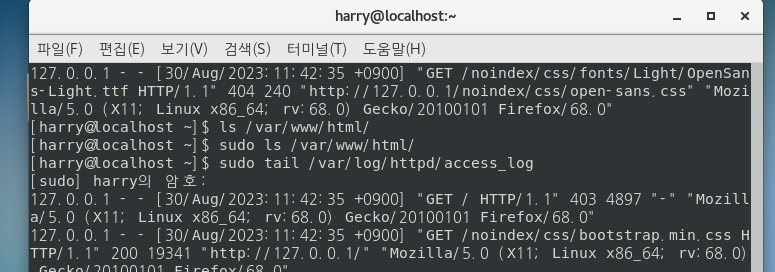 harry@localhost:~
파일(F) 편집(E) 보기(V) 검색(S) 터미널(T) 도움말(H)
127.0.0.1 - - [30/Aug/2023:11:42:35 +0900] "GET /noindex/css/fonts/Light/OpenSan
s-Light.ttf HTTP/1.1" 404 240 "http://127.0.0.1/noindex/css/open-sans.css" "Mozi
lla/5.0 (X11; Linux x86_64; rv:68.0) Gecko/20100101 Firefox/68.0"
[harry@localhost ~]$ ls /var/www/html/
[harry@localhost ~]$ sudo ls /var/www/html/
[harry@localhost ~]$ sudo tail /var/log/httpd/access_log
[sudo] harry의 암호:
127.0.0.1 - - [30/Aug/2023:11:42:35 +0900] "GET / HTTP/1.1" 403 4897 "-" "Mozill
a/5.0 (X11; Linux x86_64; rv:68.0) Gecko/20100101 Firefox/68.0"
127.0.0.1 - - [30/Aug/2023:11:42:35 +0900] "GET /noindex/css/bootstrap.min.css H
TTP/1.1" 200 19341 "http://127.0.0.1/" "Mozilla/5.0 (X11; Linux x86_64; rv:68.0)
Gecko/20100101 Firefox/68.0"